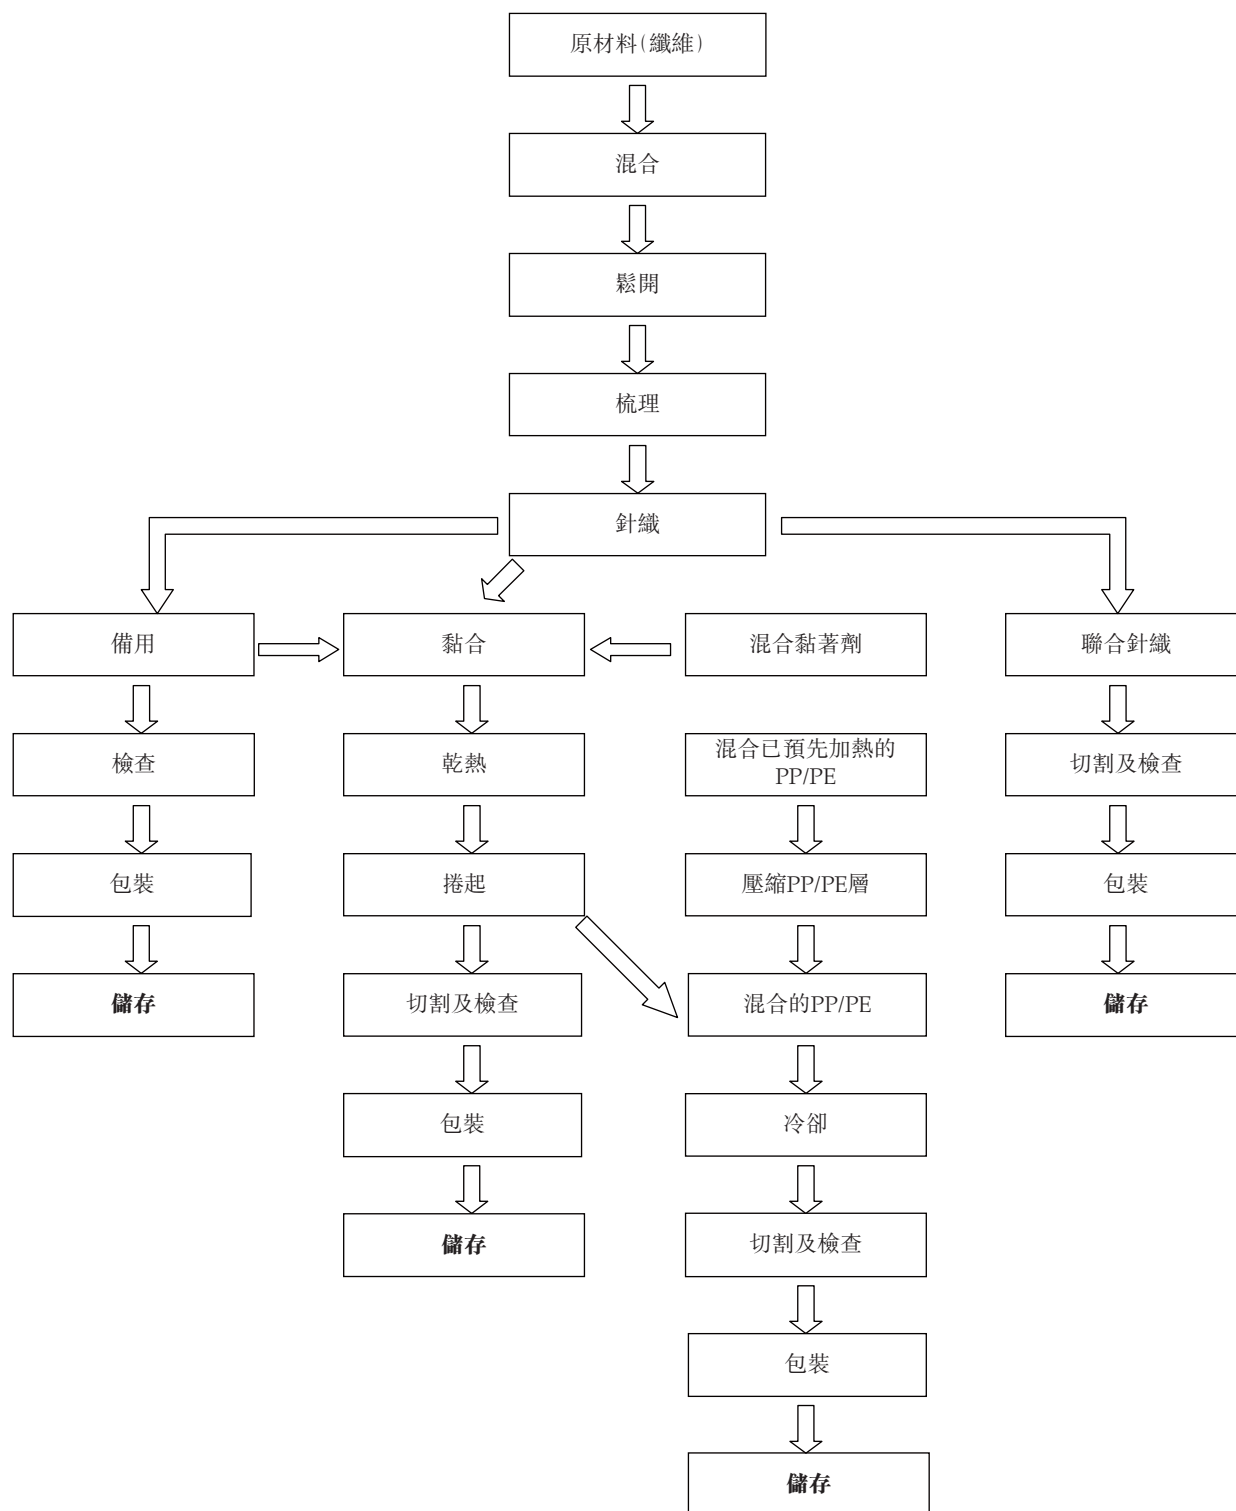 原材料(纖維)
混合
鬆開
梳理
針織
備用
黏合
混合黏著劑
聯合針織
檢查
乾熱
混合已預先加熱的
PP/PE
切割及檢查
包裝
捲起
壓縮PP/PE層
包裝
儲存
切割及檢查
混合的PP/PE
儲存
包裝
冷卻
儲存
切割及檢查
包裝
儲存